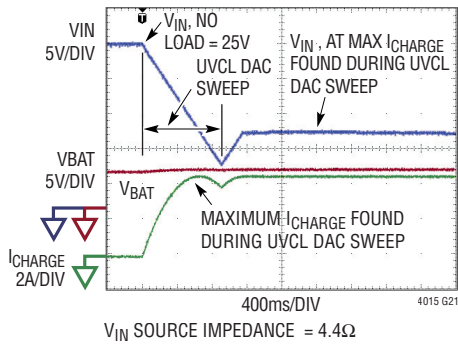 VIN
5V/DIV
VIN, NO
LOAD = 25V
UVCL DAC
SWEEP
VIN , AT MAX ICHARGE
FOUND DURING UVCL
DAC SWEEP
VBAT
5V/DIV
VBAT
MAXIMUM ICHARGE FOUND
DURING UVCL DAC SWEEP
ICHARGE
2A/DIV
400ms/DIV
4015 G21
VIN SOURCE IMPEDANCE = 4.4Ω